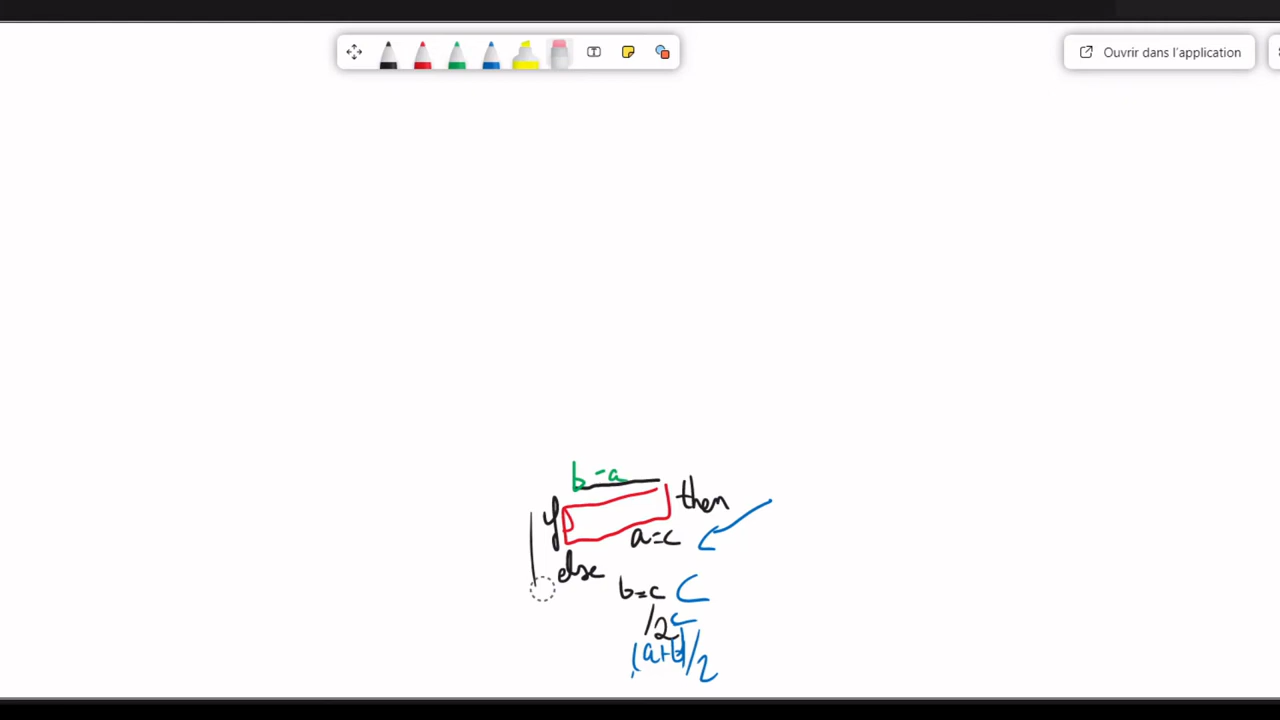 Ouvrir dans l'application
b-a
if then
a=c
else
b=c C
/2 c
(a+b)/2